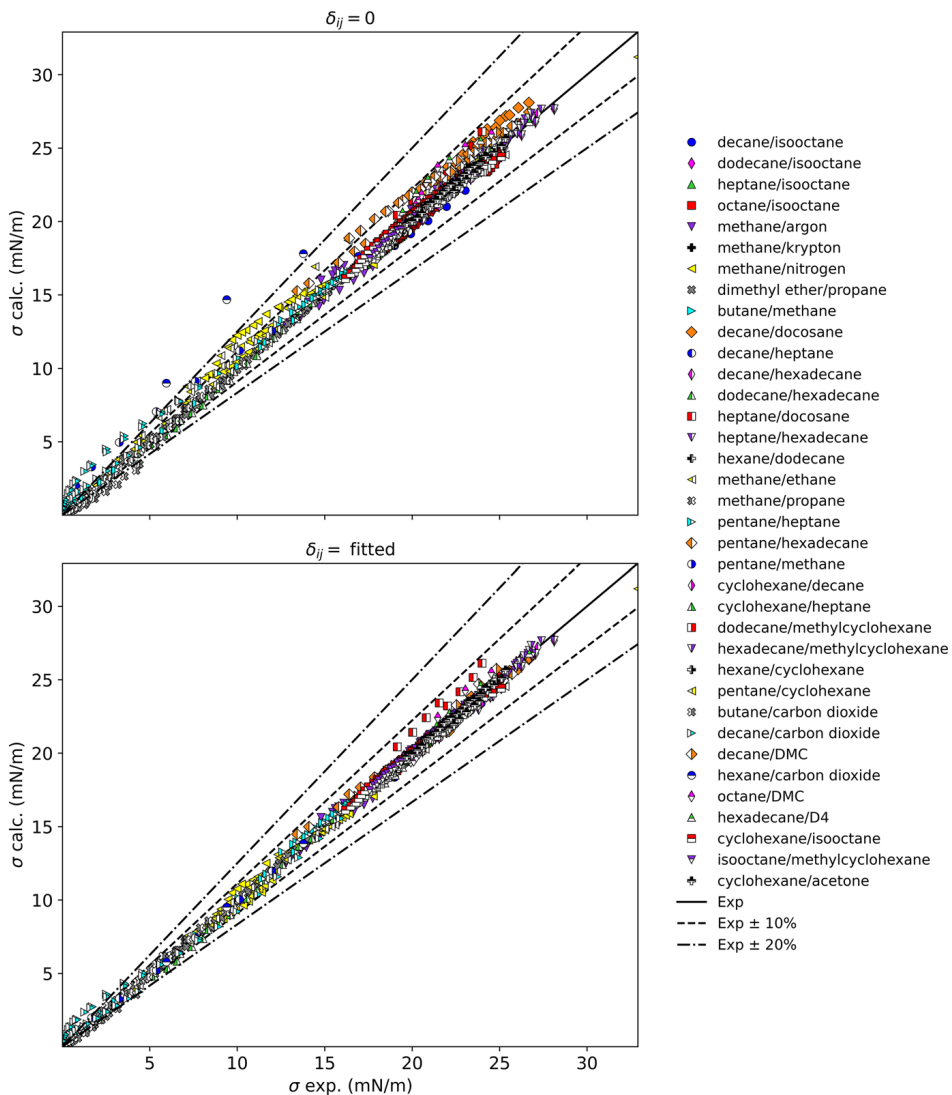 δij = 0
30
25
20
15
10
5
σ calc. (mN/m)
δij = fitted
30
25
20
15
10
5
σ calc. (mN/m)
5 10 15 20 25 30
σ exp. (mN/m)
decane/isooctane
dodecane/isooctane
heptane/isooctane
octane/isooctane
methane/argon
methane/krypton
methane/nitrogen
dimethyl ether/propane
butane/methane
decane/docosane
decane/heptane
decane/hexadecane
dodecane/hexadecane
heptane/docosane
heptane/hexadecane
hexane/dodecane
methane/ethane
methane/propane
pentane/heptane
pentane/hexadecane
pentane/methane
cyclohexane/decane
cyclohexane/heptane
dodecane/methylcyclohexane
hexadecane/methylcyclohexane
hexane/cyclohexane
pentane/cyclohexane
butane/carbon dioxide
decane/carbon dioxide
decane/DMC
hexane/carbon dioxide
octane/DMC
hexadecane/D4
cyclohexane/isooctane
isooctane/methylcyclohexane
cyclohexane/acetone
Exp
Exp ± 10%
Exp ± 20%